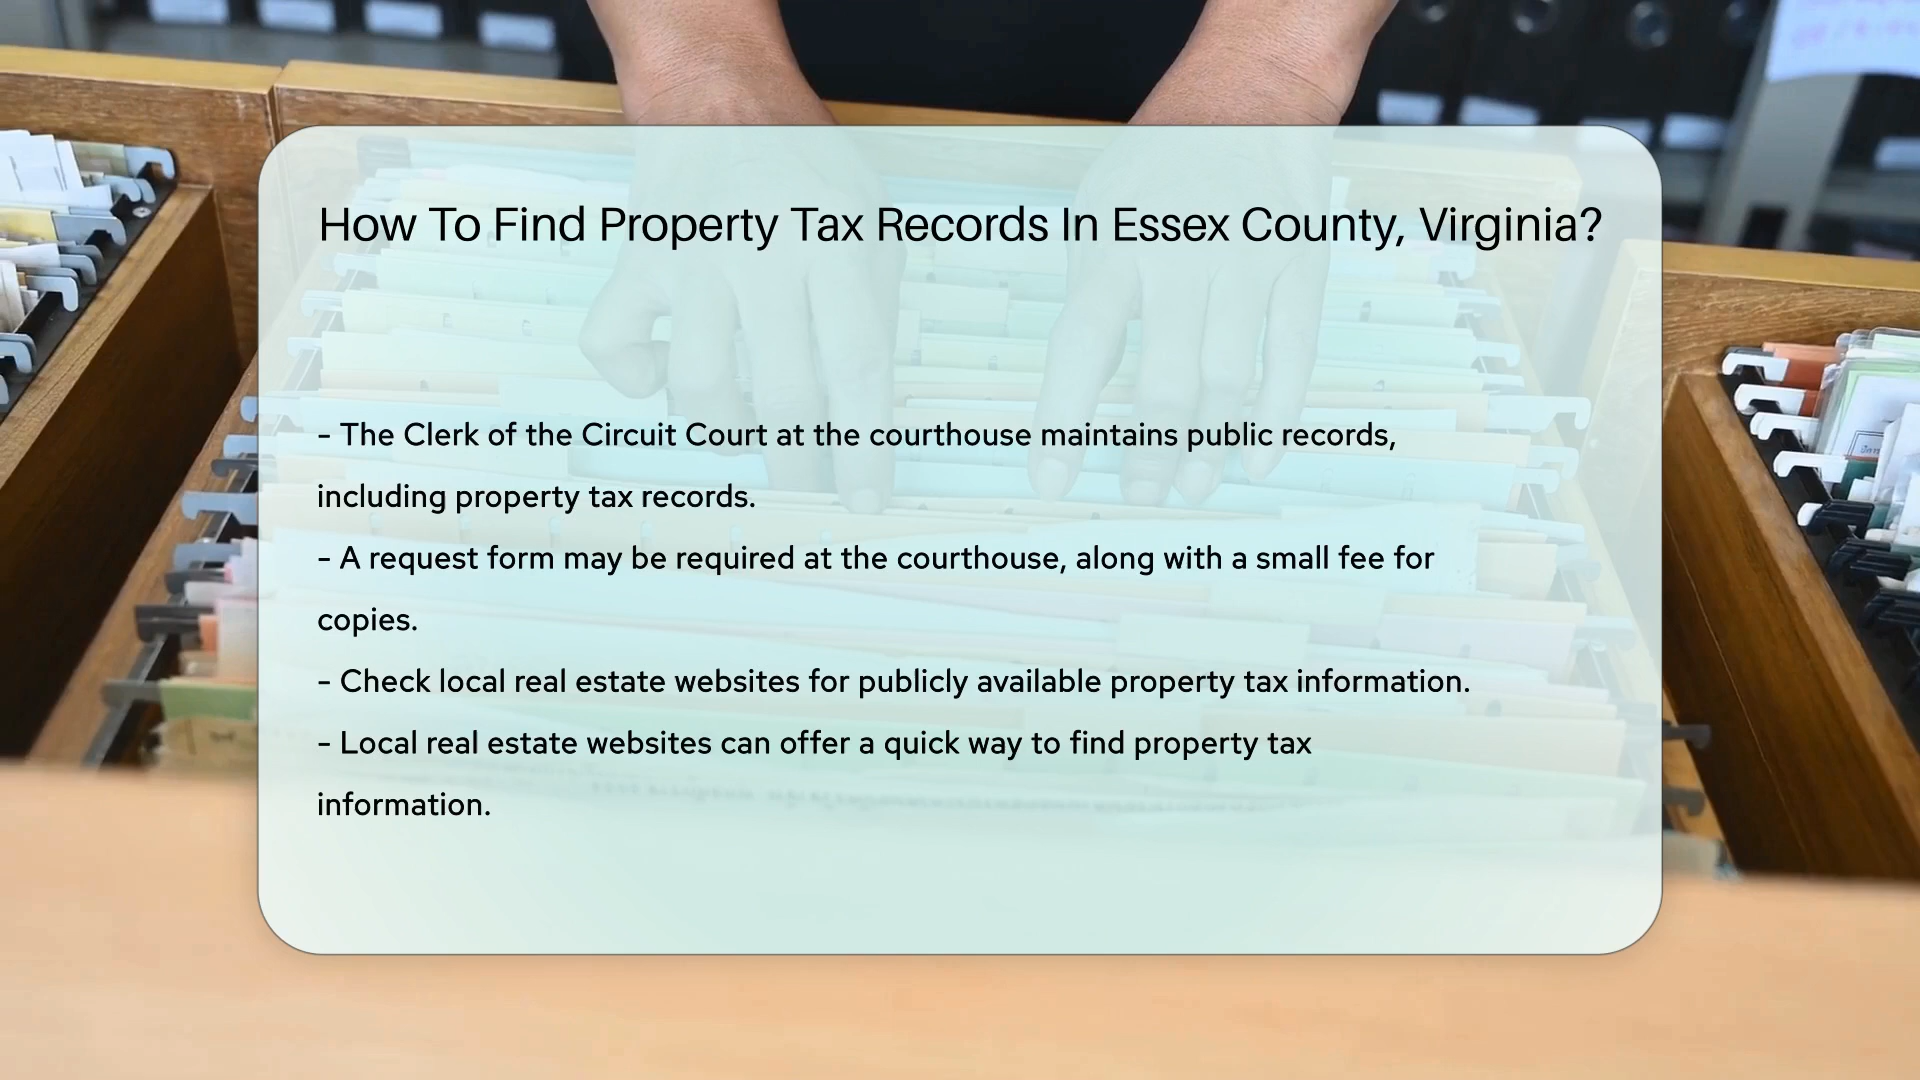 How To Find Property Tax Records In Essex County, Virginia?
- The Clerk of the Circuit Court at the courthouse maintains public records,
including property tax records.
- A request form may be required at the courthouse, along with a small fee for
copies.
- Check local real estate websites for publicly available property tax information.
- Local real estate websites can offer a quick way to find property tax
information.